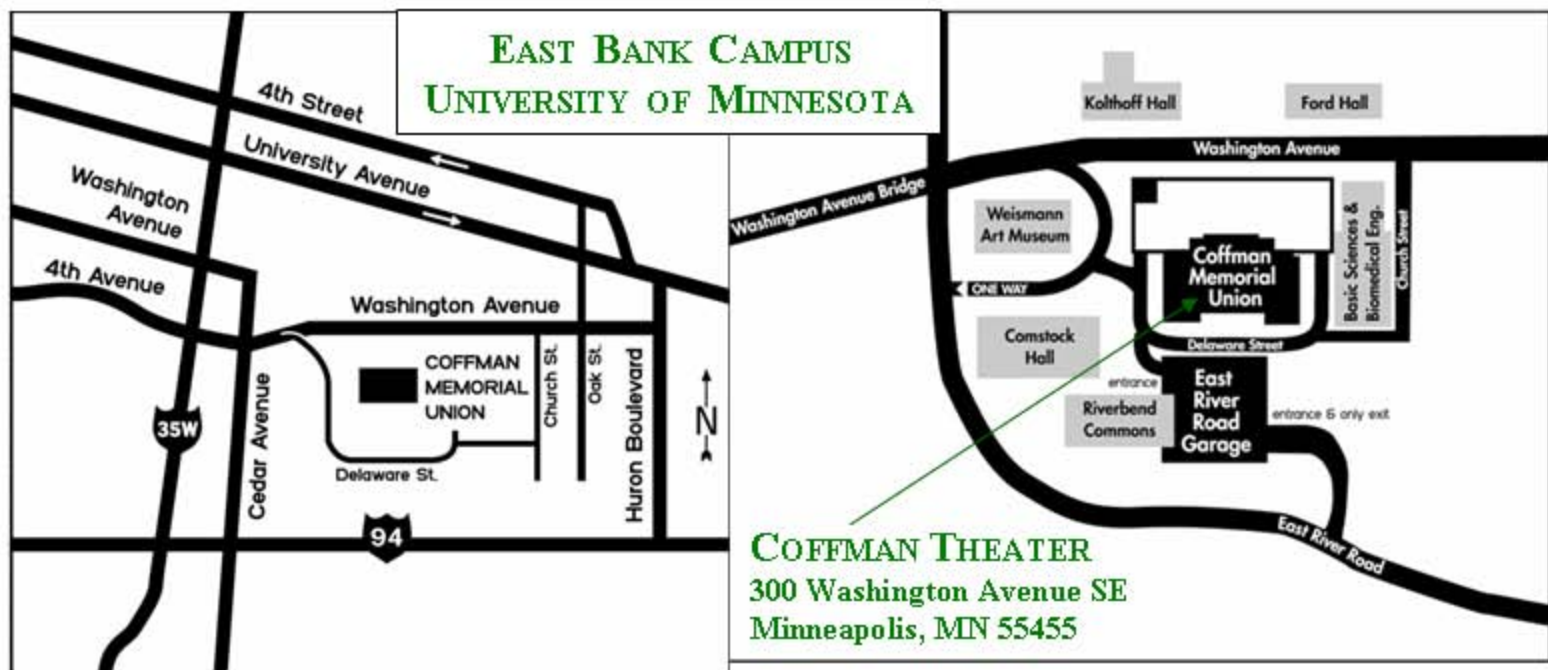 EAST BANK CAMPUS
UNIVERSITY OF MINNESOTA
4th Street
University Avenue
Washington
Avenue
4th Avenue
Washington Avenue
COFFMAN
MEMORIAL
UNION
Church St.
Oak St.
Huron Boulevard
N
35W
Cedar Avenue
Delaware St.
94
Kolthoff Hall
Ford Hall
Washington Avenue
Washington Avenue Bridge
Weismann
Art Museum
Coffman
Memorial
Union
Basic Sciences &
Biomedical Eng.
Church Street
ONE WAY
Comstock
Hall
Delaware Street
entrance
East
River
Road
Garage
Riverbend
Commons
entrance & only exit
East River Road
COFFMAN THEATER
300 Washington Avenue SE
Minneapolis, MN 55455